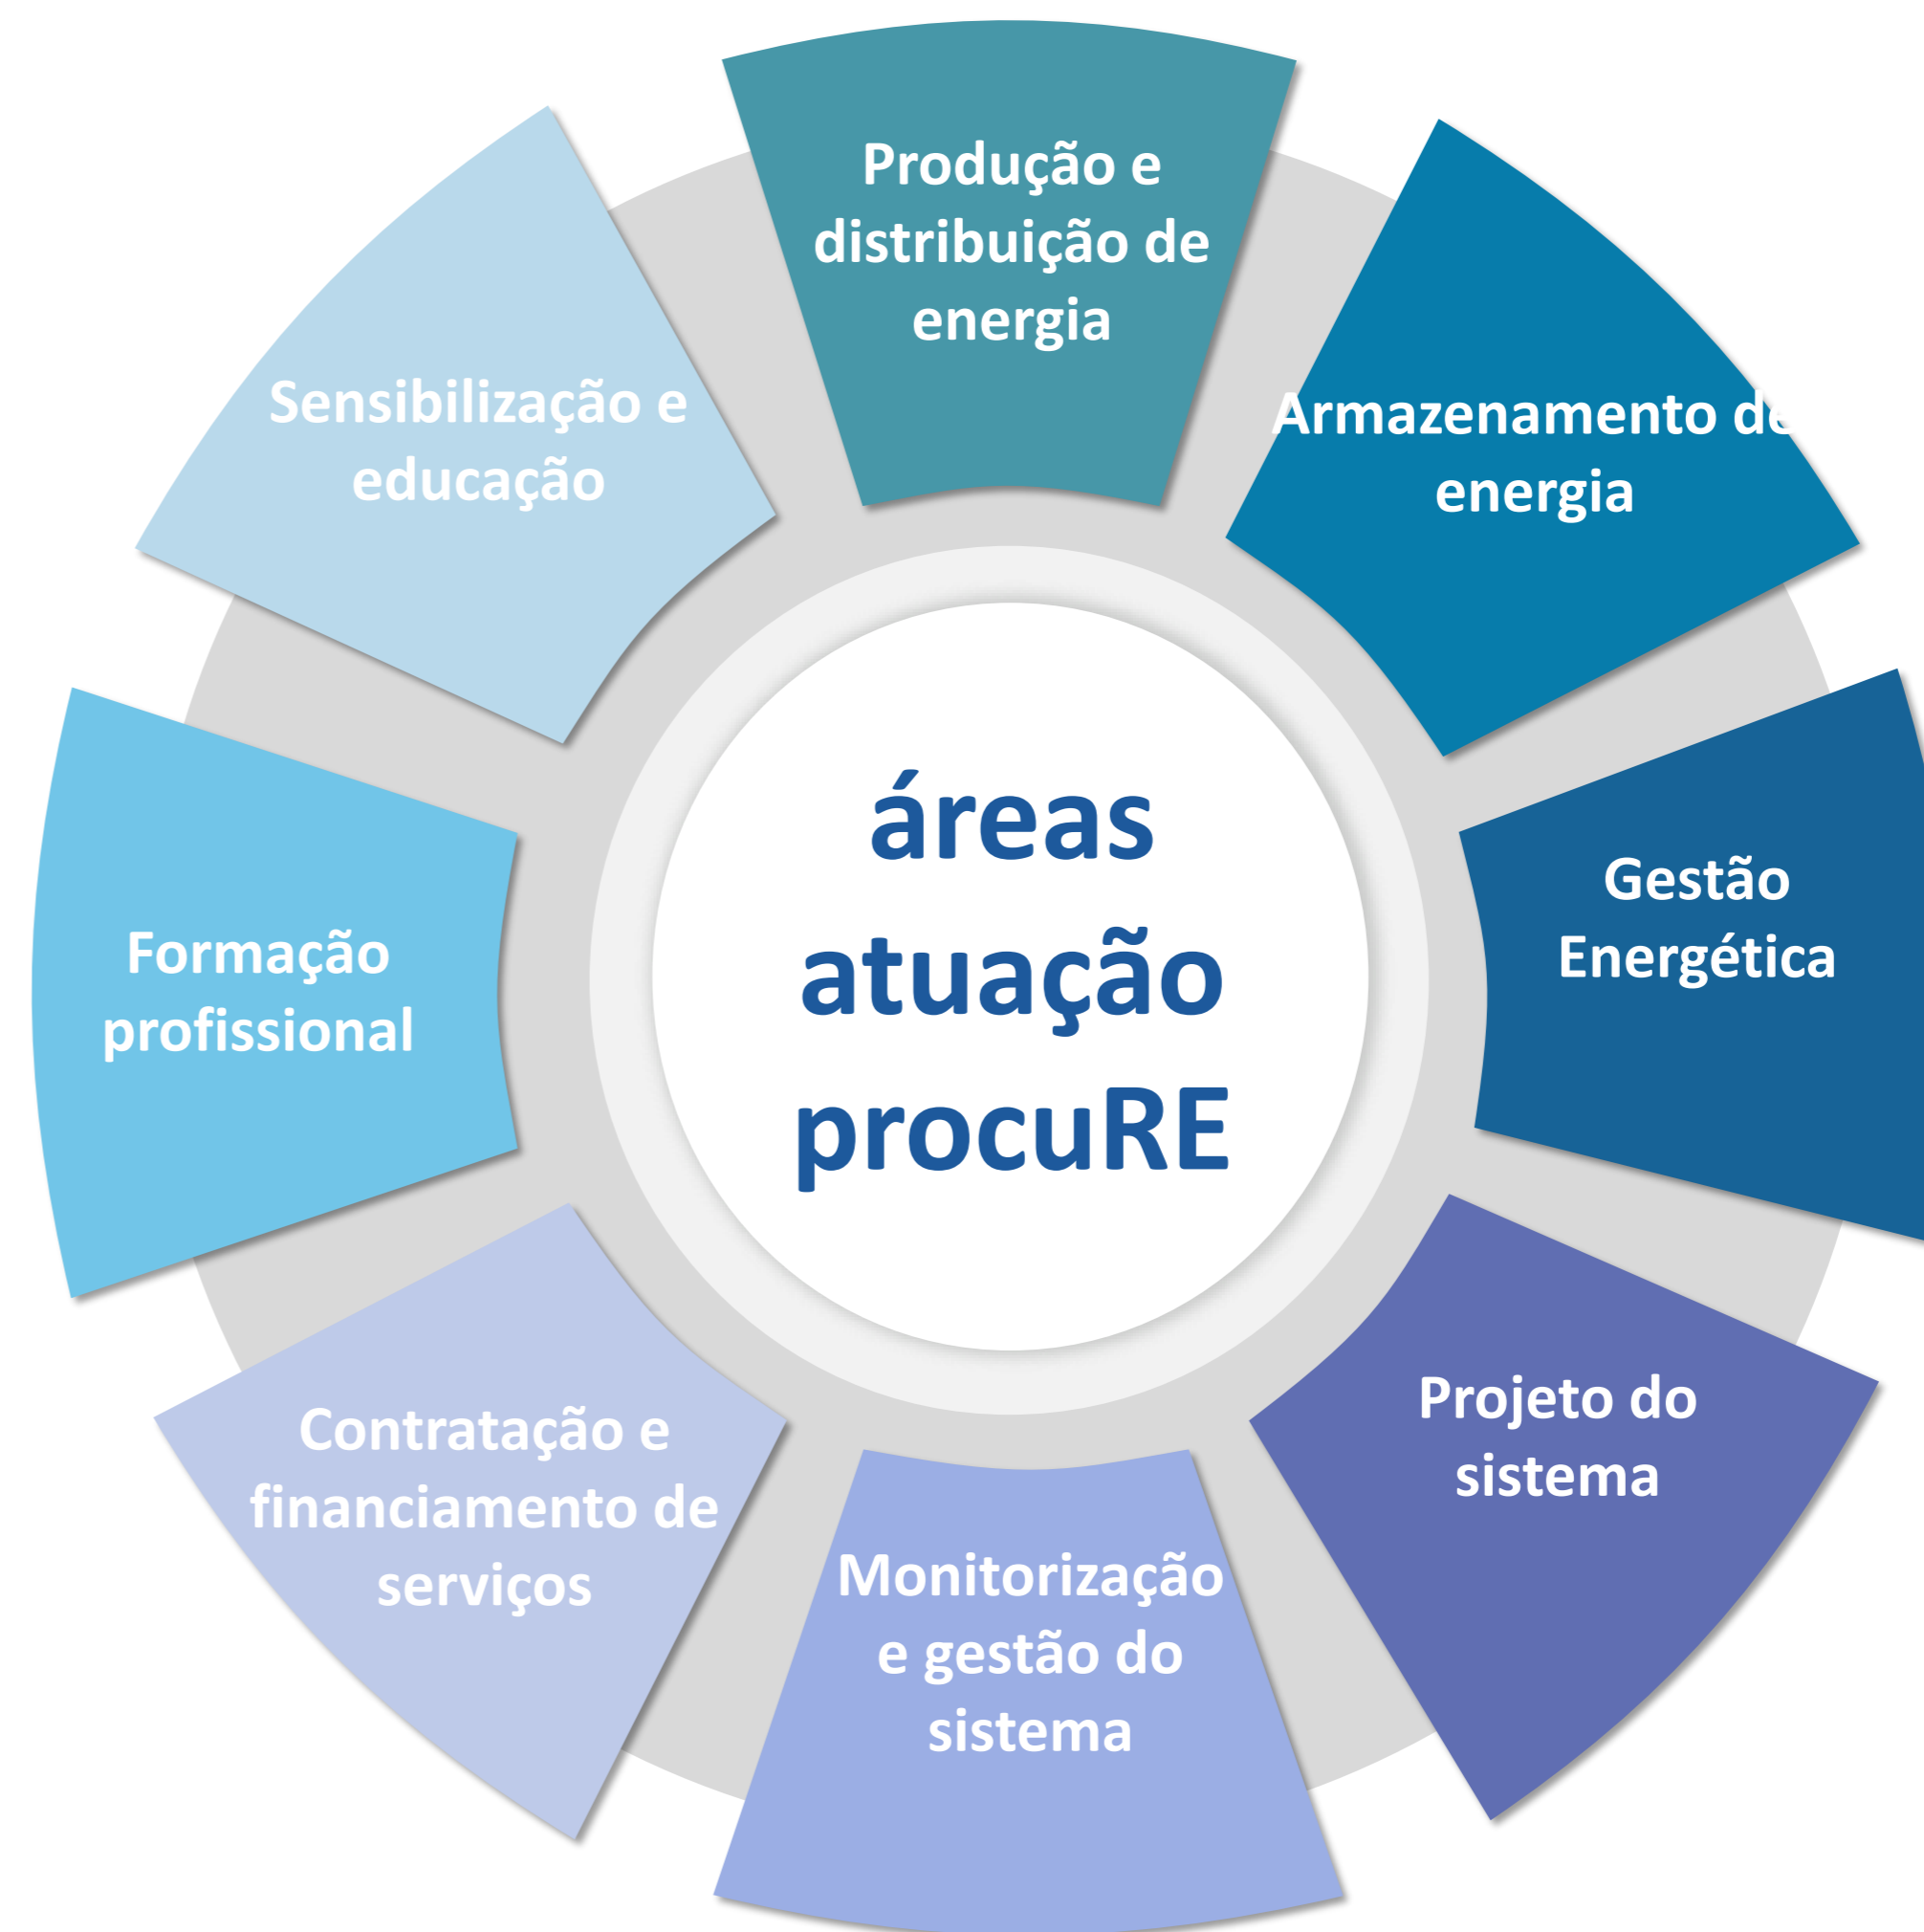 Produção e
distribuição de
energia
Armazenamento de
energia
Gestão
Energética
Projeto do
sistema
Monitorização
e gestão do
sistema
Contratação e
financiamento de
serviços
Formação
profissional
Sensibilização e
educação
áreas
atuação
procuRE